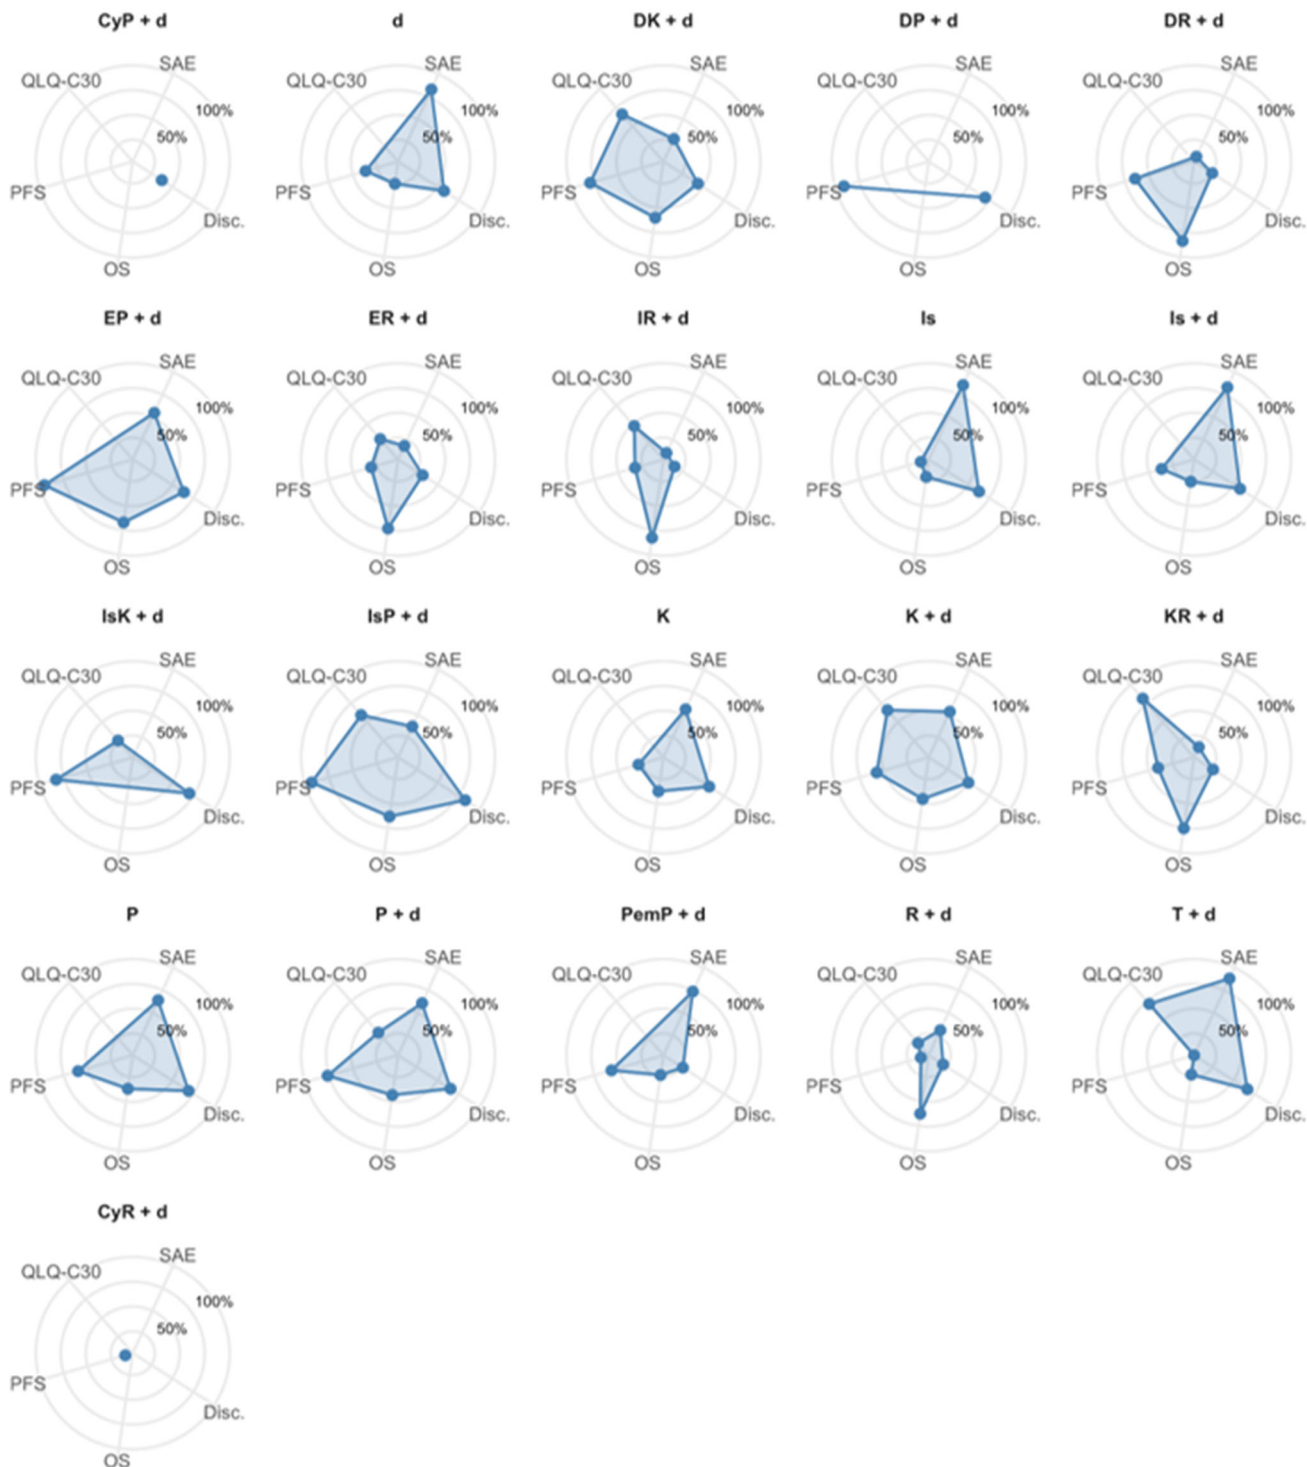 CyP + d
d
DK + d
DP + d
DR + d
QLQ-C30 SAE 100% 50% PFS Disc. OS
QLQ-C30 SAE 100% 50% PFS Disc. OS
QLQ-C30 SAE 100% 50% PFS Disc. OS
QLQ-C30 SAE 100% 50% PFS Disc. OS
QLQ-C30 SAE 100% 50% PFS Disc. OS
EP + d
ER + d
IR + d
Is
Is + d
QLQ-C30 SAE 100% 50% PFS Disc. OS
QLQ-C30 SAE 100% 50% PFS Disc. OS
QLQ-C30 SAE 100% 50% PFS Disc. OS
QLQ-C30 SAE 100% 50% PFS Disc. OS
QLQ-C30 SAE 100% 50% PFS Disc. OS
IsK + d
IsP + d
K
K + d
KR + d
QLQ-C30 SAE 100% 50% PFS Disc. OS
QLQ-C30 SAE 100% 50% PFS Disc. OS
QLQ-C30 SAE 100% 50% PFS Disc. OS
QLQ-C30 SAE 100% 50% PFS Disc. OS
QLQ-C30 SAE 100% 50% PFS Disc. OS
P
P + d
PemP + d
R + d
T + d
QLQ-C30 SAE 100% 50% PFS Disc. OS
QLQ-C30 SAE 100% 50% PFS Disc. OS
QLQ-C30 SAE 100% 50% PFS Disc. OS
QLQ-C30 SAE 100% 50% PFS Disc. OS
QLQ-C30 SAE 100% 50% PFS Disc. OS
CyR + d
QLQ-C30 SAE 100% 50% PFS Disc. OS